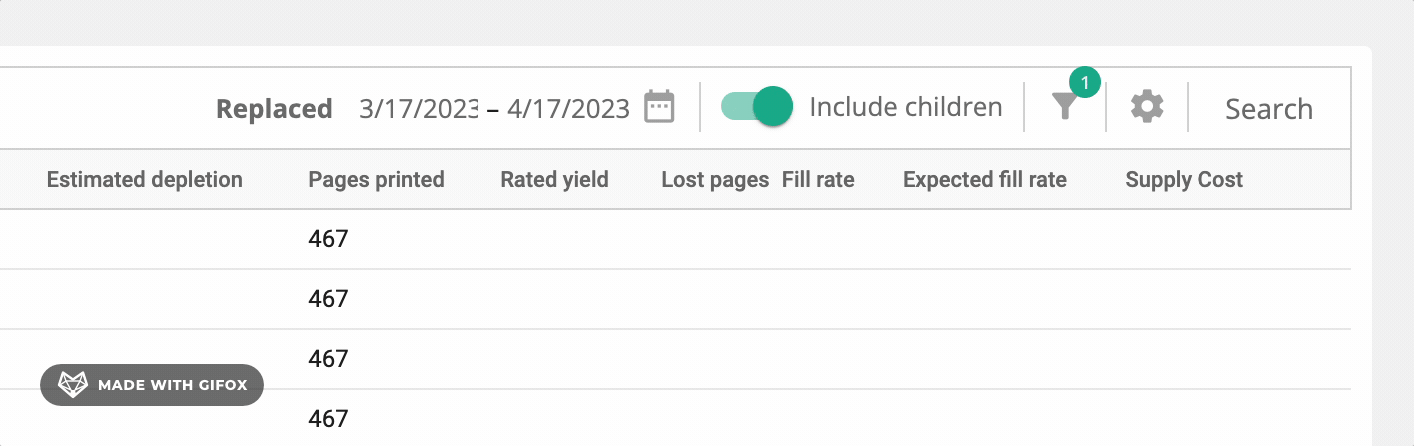 1
Replaced 3/17/2023 – 4/17/2023 Include children Search
Estimated depletion Pages printed Rated yield Lost pages Fill rate Expected fill rate Supply Cost
467
467
467
MADE WITH GIFOX
467